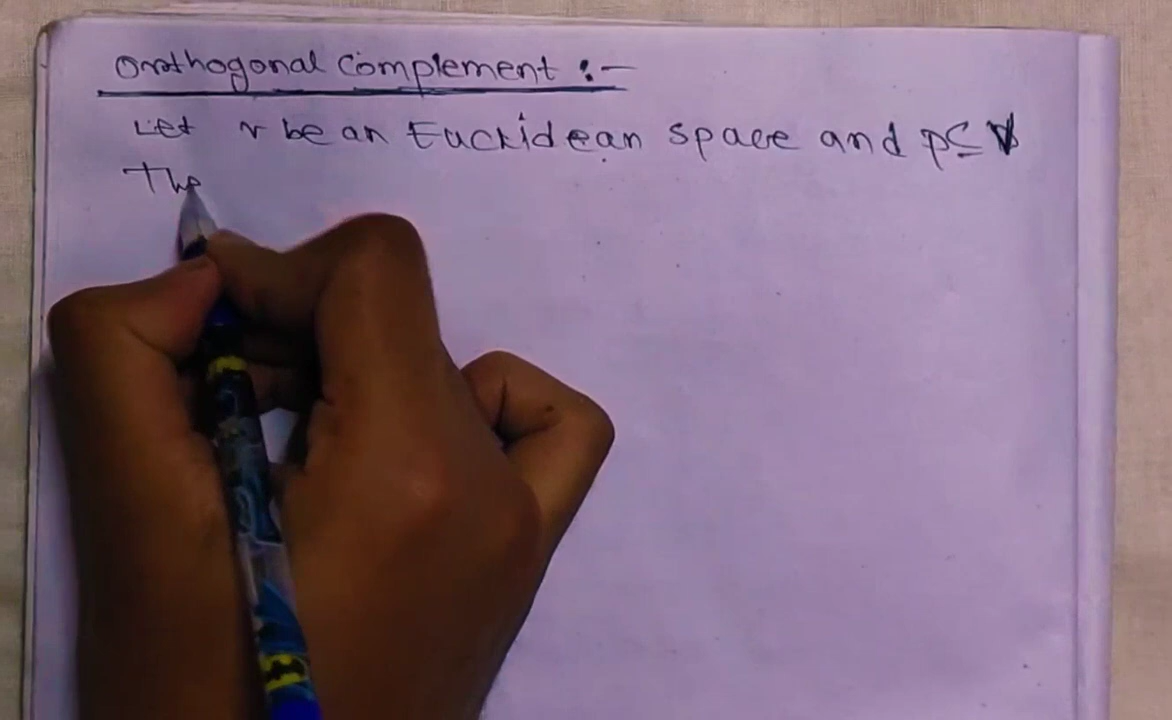 Orthogonal Complement :-
Let v be an Euclidean space and p ⊆ V
The